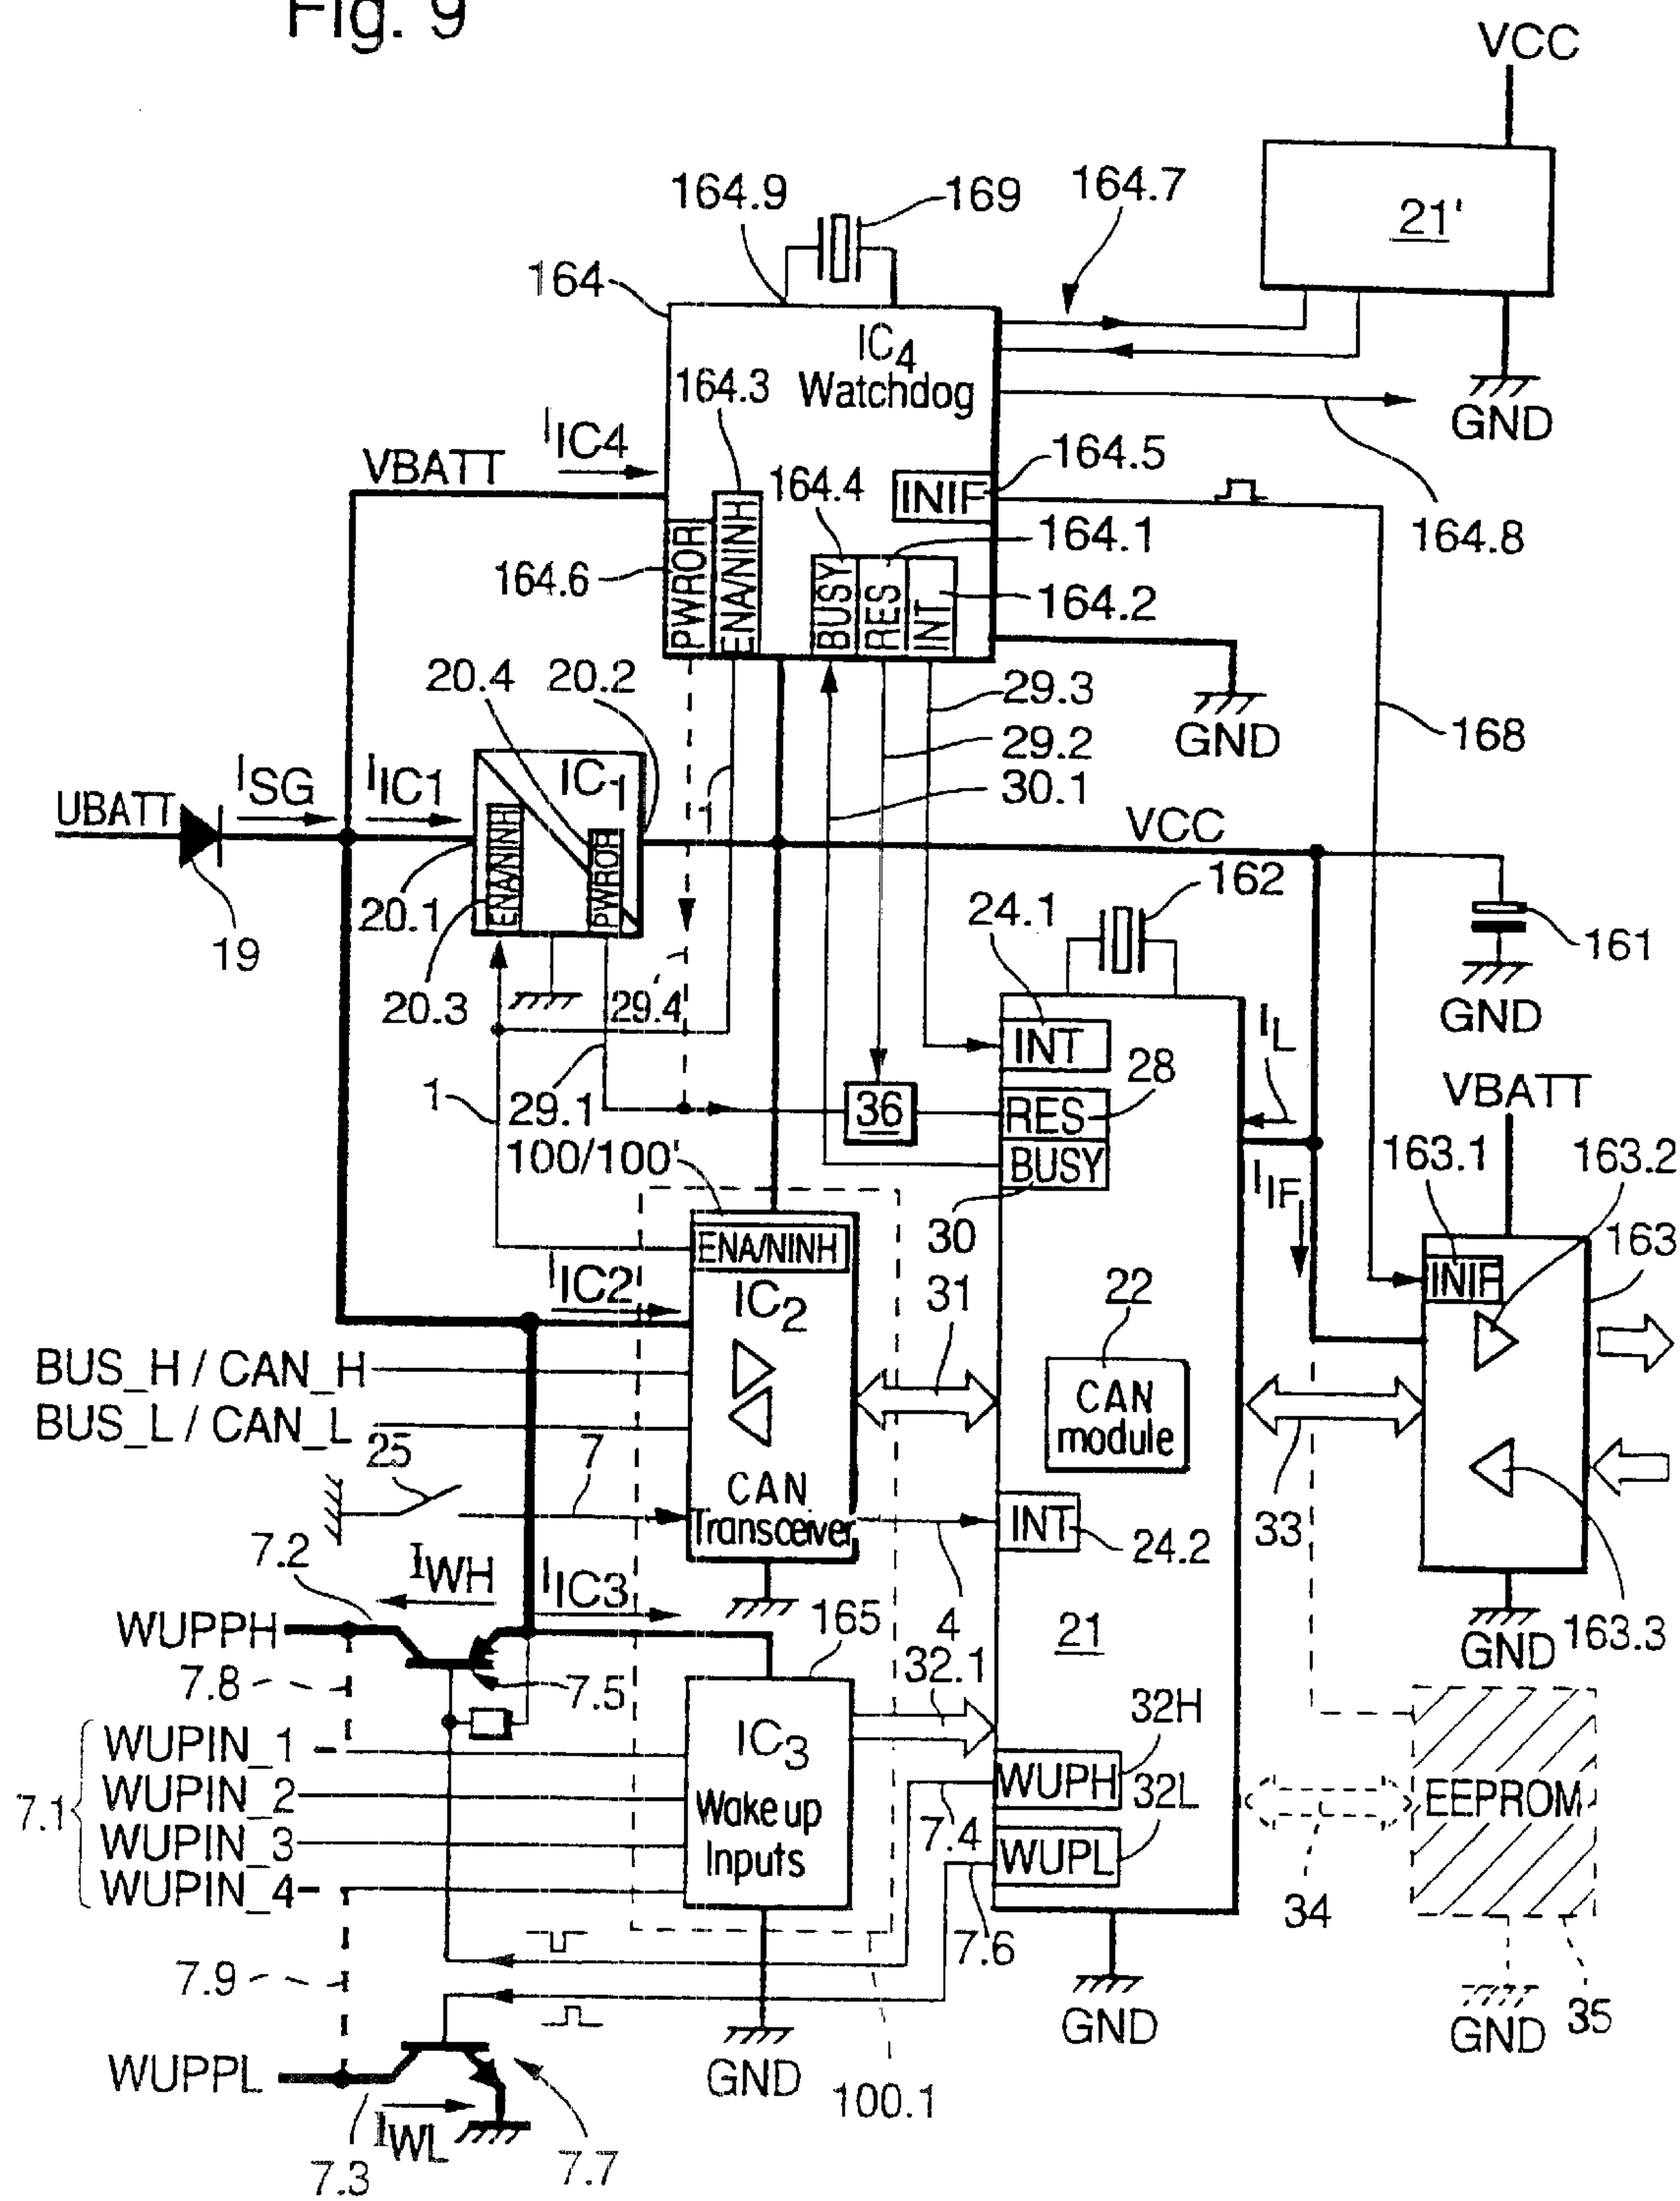 Fig. 9
VCC
21'
164.9
169
164.7
164
IC4
Watchdog
164.3
GND
IIC4
VBATT
164.4
INIF
164.5
164.8
164.6
PWROR
ENA/NINH
BUSY
RES
INT
164.1
164.2
20.4
20.2
29.3
29.2
30.1
GND
168
UBATT
ISG
IIC1
IC1
ENA/NINH
PWROR
1
VCC
19
20.1
20.3
29.4'
24.1
162
161
GND
INT
28
IL
1
29.1
36
RES
VBATT
100/100'
BUSY
163.1
163.2
IIF
30
163
ENA/NINH
INIF
IIC2
IC2
31
22
BUS_H / CAN_H
CAN
module
BUS_L / CAN_L
25
7
CAN
Transceiver
INT
24.2
33
7.2
IWH
IIC3
165
4
21
GND
163.3
WUPPH
32.1
7.8
7.5
32H
WUPIN_1
IC3
WUPH
7.1
WUPIN_2
Wakeup
Inputs
32L
EEPROM
WUPIN_3
7.4
WUPL
WUPIN_4
34
7.6
7.9
GND
GND
35
WUPPL
GND
100.1
IWL
7.3
7.7